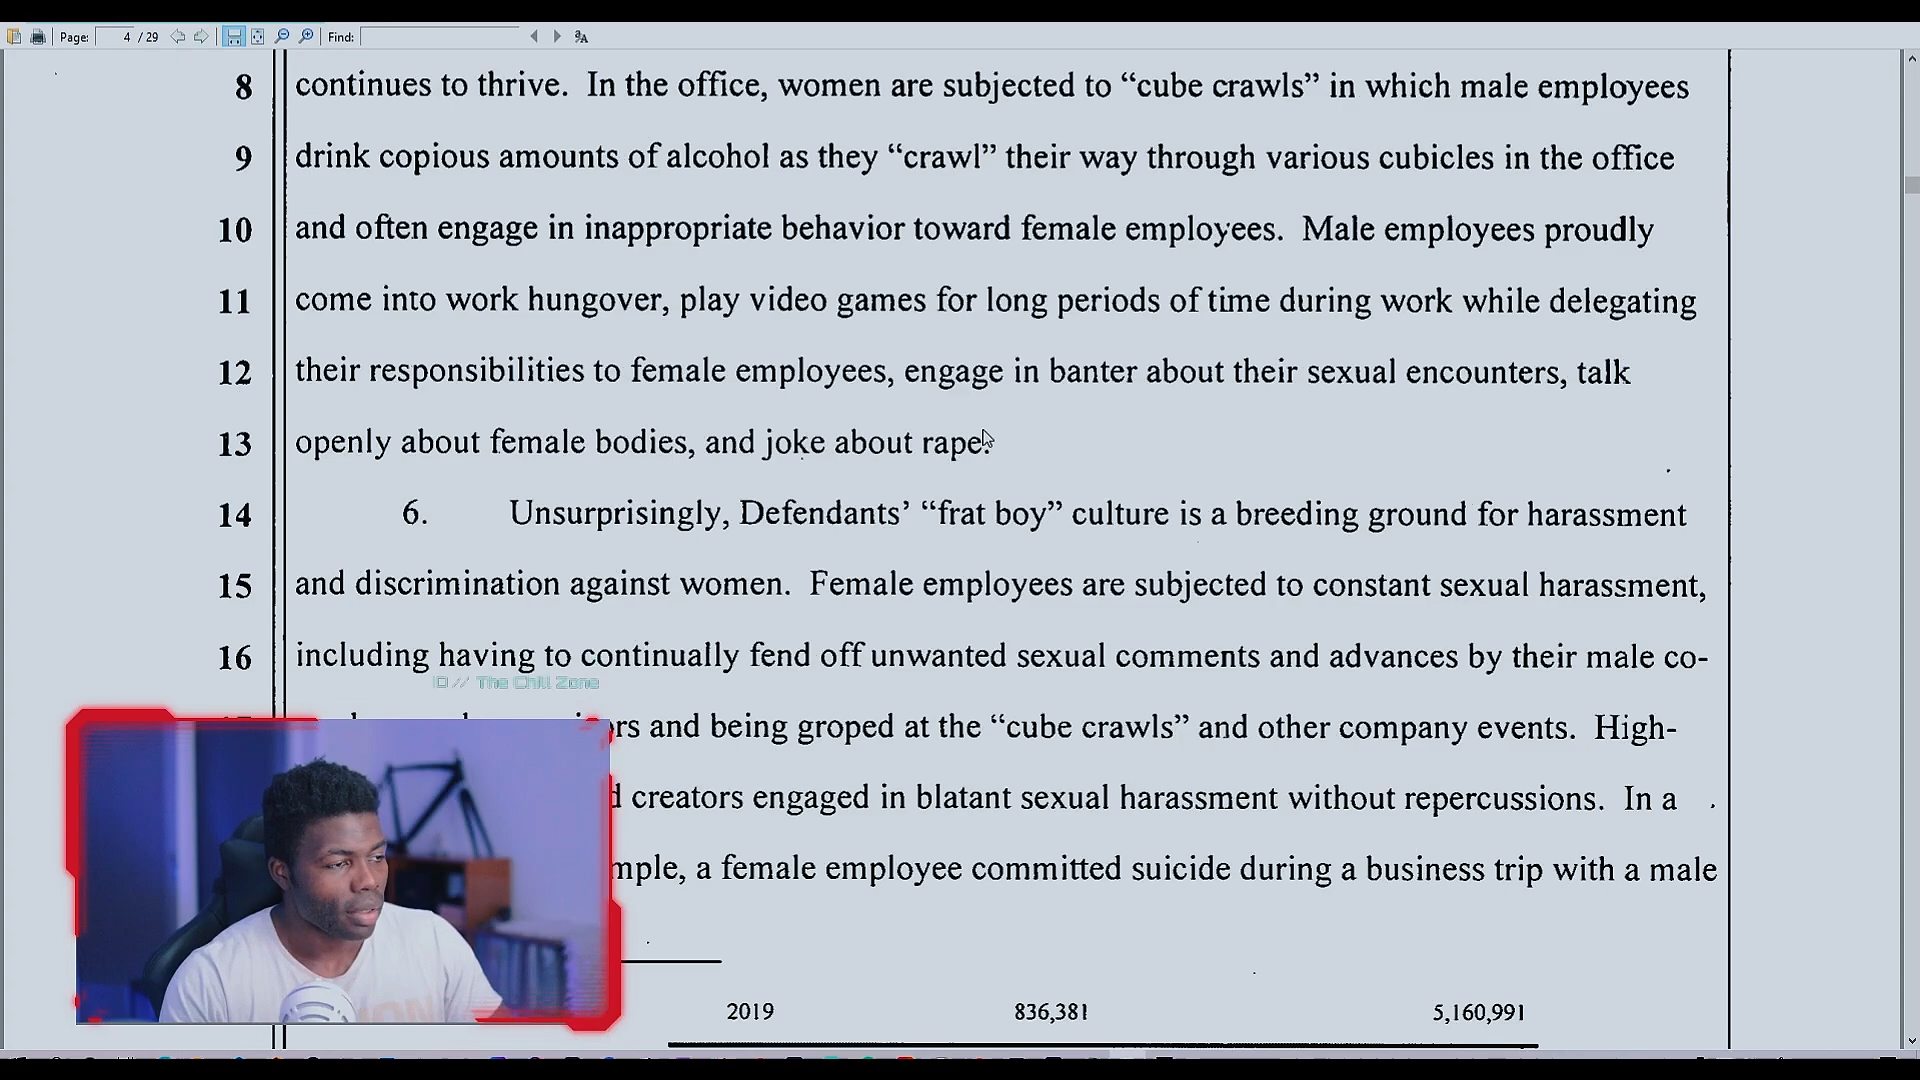 Page: 4 / 29 Find:
8 continues to thrive. In the office, women are subjected to “cube crawls” in which male employees
9 drink copious amounts of alcohol as they “crawl” their way through various cubicles in the office
10 and often engage in inappropriate behavior toward female employees. Male employees proudly
11 come into work hungover, play video games for long periods of time during work while delegating
12 their responsibilities to female employees, engage in banter about their sexual encounters, talk
13 openly about female bodies, and joke about rape.
14 6. Unsurprisingly, Defendants’ “frat boy” culture is a breeding ground for harassment
15 and discrimination against women. Female employees are subjected to constant sexual harassment,
16 including having to continually fend off unwanted sexual comments and advances by their male co-
ID // The Chill Zone
and being groped at the “cube crawls” and other company events. High-
creators engaged in blatant sexual harassment without repercussions. In a
a female employee committed suicide during a business trip with a male
2019 836,381 5,160,991